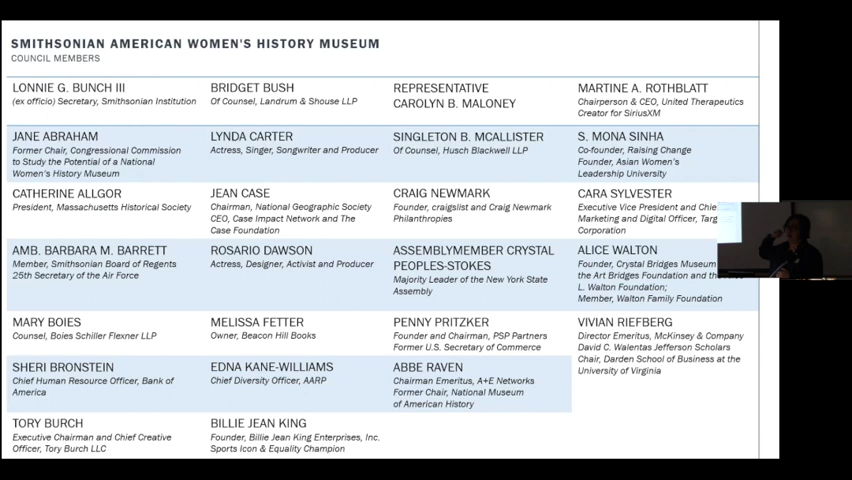 SMITHSONIAN AMERICAN WOMEN'S HISTORY MUSEUM
COUNCIL MEMBERS
LONNIE G. BUNCH III
(ex officio) Secretary, Smithsonian Institution
JANE ABRAHAM
Former Chair, Congressional Commission
to Study the Potential of a National
Women's History Museum
CATHERINE ALLGOR
President, Massachusetts Historical Society
AMB. BARBARA M. BARRETT
Member, Smithsonian Board of Regents
25th Secretary of the Air Force
MARY BOIES
Counsel, Boies Schiller Flexner LLP
SHERI BRONSTEIN
Chief Human Resource Officer, Bank of
America
TORY BURCH
Executive Chairman and Chief Creative
Officer, Tory Burch LLC
BRIDGET BUSH
Of Counsel, Landrum & Shouse LLP
LYNDA CARTER
Actress, Singer, Songwriter and Producer
JEAN CASE
Chairman, National Geographic Society
CEO, Case Impact Network and The
Case Foundation
ROSARIO DAWSON
Actress, Designer, Activist and Producer
MELISSA FETTER
Owner, Beacon Hill Books
EDNA KANE-WILLIAMS
Chief Diversity Officer, AARP
BILLIE JEAN KING
Founder, Billie Jean King Enterprises, Inc.
Sports Icon & Equality Champion
REPRESENTATIVE
CAROLYN B. MALONEY
SINGLETON B. MCALLISTER
Of Counsel, Husch Blackwell LLP
CRAIG NEWMARK
Founder, craigslist and Craig Newmark
Philanthropies
ASSEMBLYMEMBER CRYSTAL
PEOPLES-STOKES
Majority Leader of the New York State
Assembly
PENNY PRITZKER
Founder and Chairman, PSP Partners
Former U.S. Secretary of Commerce
ABBE RAVEN
Chairman Emeritus, A+E Networks
Former Chair, National Museum
of American History
MARTINE A. ROTHBLATT
Chairperson & CEO, United Therapeutics
Creator for SiriusXM
S. MONA SINHA
Co-founder, Raising Change
Founder, Asian Women's
Leadership University
CARA SYLVESTER
Executive Vice President and Chie
Marketing and Digital Officer, Targ
Corporation
ALICE WALTON
Founder, Crystal Bridges Museum
the Art Bridges Foundation and the
L. Walton Foundation;
Member, Walton Family Foundation
VIVIAN RIEFBERG
Director Emeritus, McKinsey & Company
David C. Walentas Jefferson Scholars
Chair, Darden School of Business at the
University of Virginia